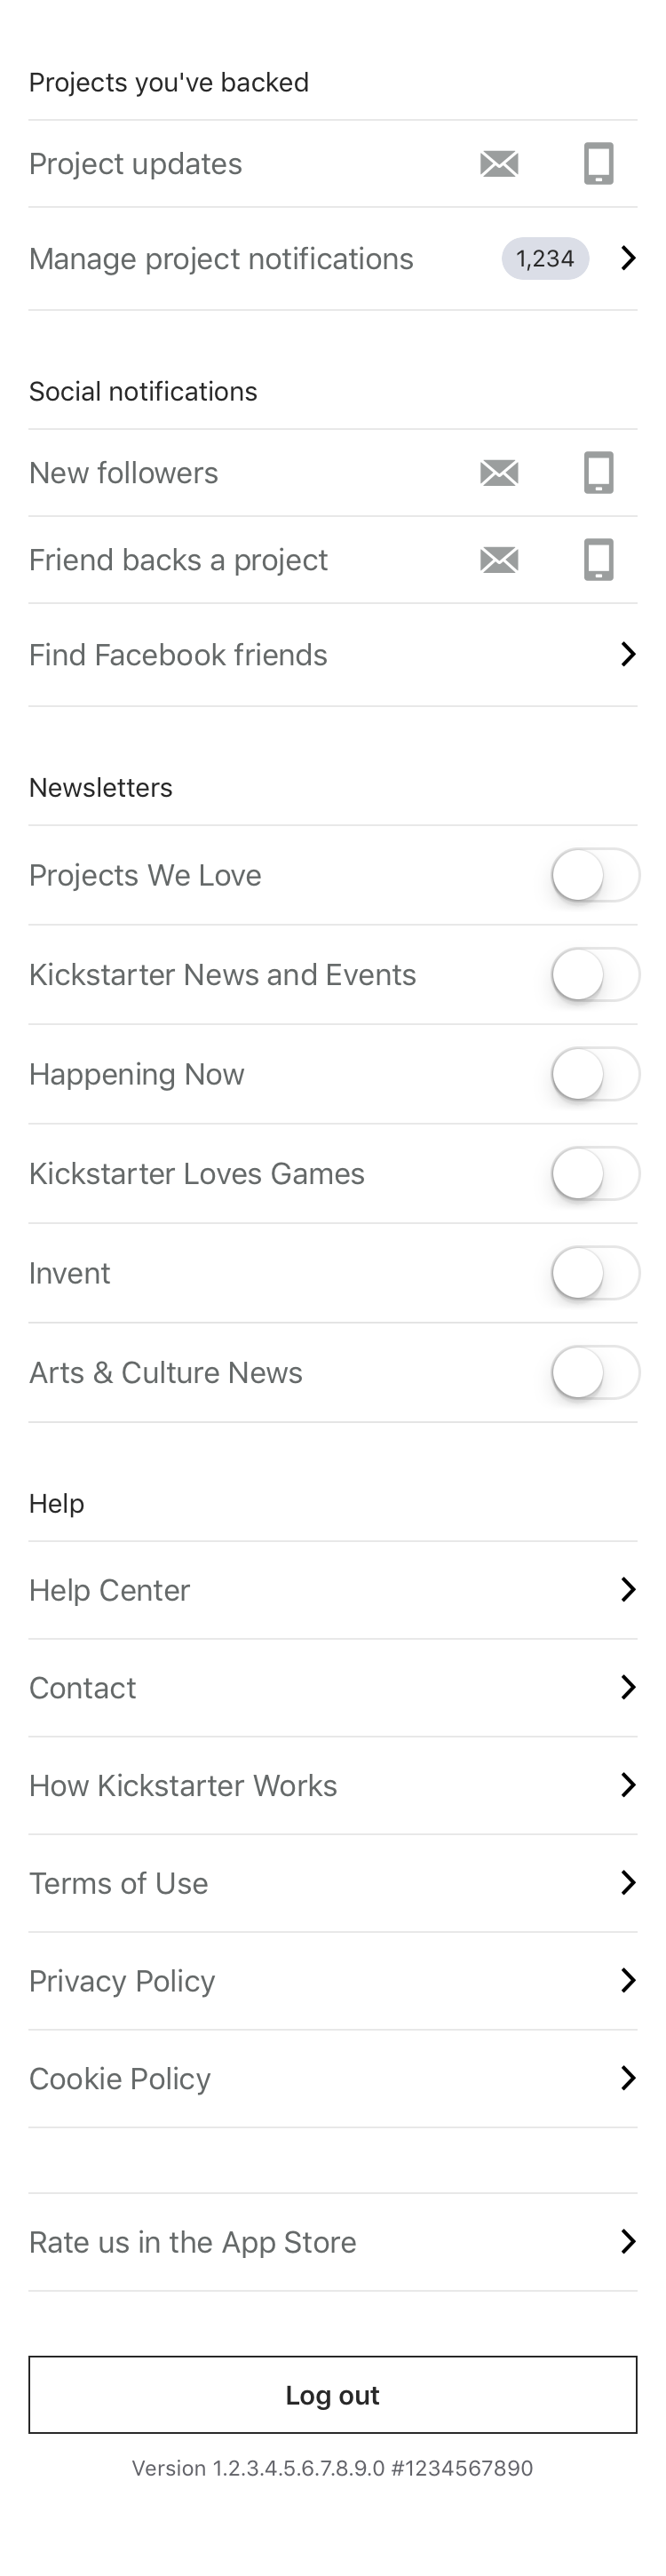 Projects you've backed
Project updates
Manage project notifications 1,234
Social notifications
New followers
Friend backs a project
Find Facebook friends
Newsletters
Projects We Love
Kickstarter News and Events
Happening Now
Kickstarter Loves Games
Invent
Arts & Culture News
Help
Help Center
Contact
How Kickstarter Works
Terms of Use
Privacy Policy
Cookie Policy
Rate us in the App Store
Log out
Version 1.2.3.4.5.6.7.8.9.0 #1234567890